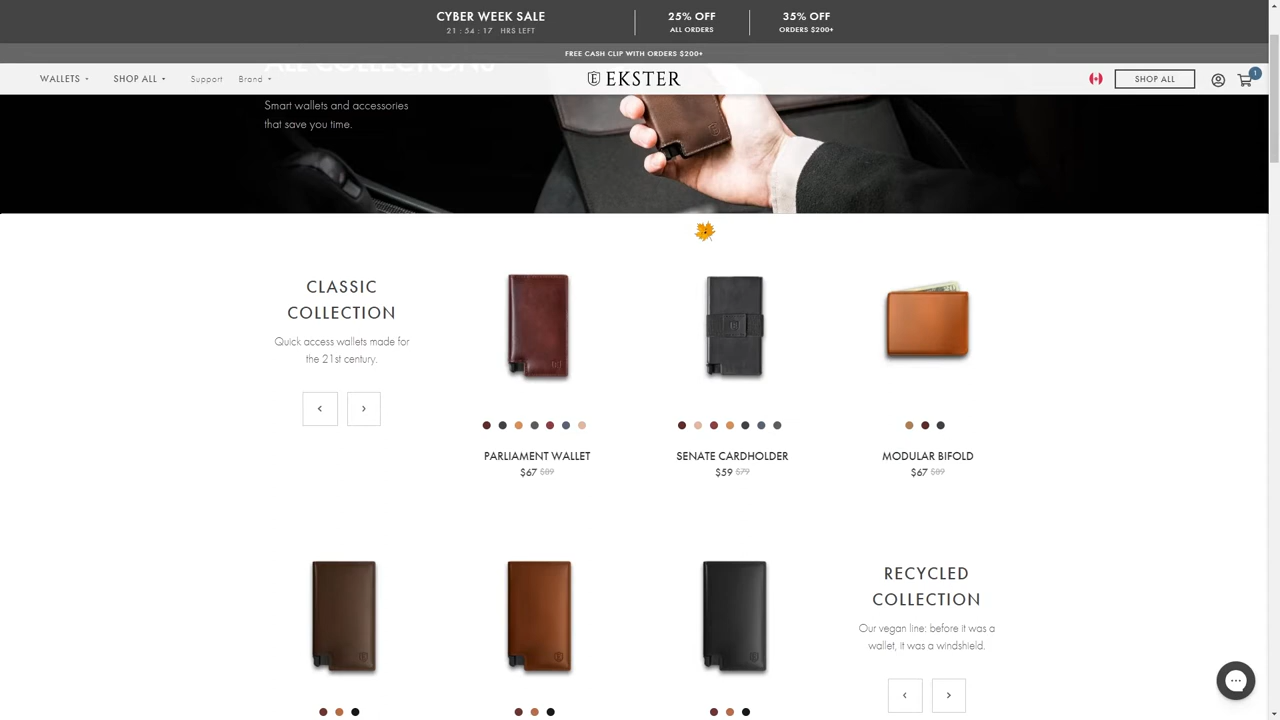 CYBER WEEK SALE
21 : 54 : 17 HRS LEFT
25% OFF
ALL ORDERS
35% OFF
ORDERS $200+
FREE CASH CLIP WITH ORDERS $200+
ALL COLLECTIONS
WALLETS
SHOP ALL
Support
Brand
EKSTER
SHOP ALL
1
Smart wallets and accessories
that save you time.
CLASSIC
COLLECTION
Quick access wallets made for
the 21st century.
PARLIAMENT WALLET
$67 $89
SENATE CARDHOLDER
$59 $79
MODULAR BIFOLD
$67 $89
RECYCLED
COLLECTION
Our vegan line: before it was a
wallet, it was a windshield.